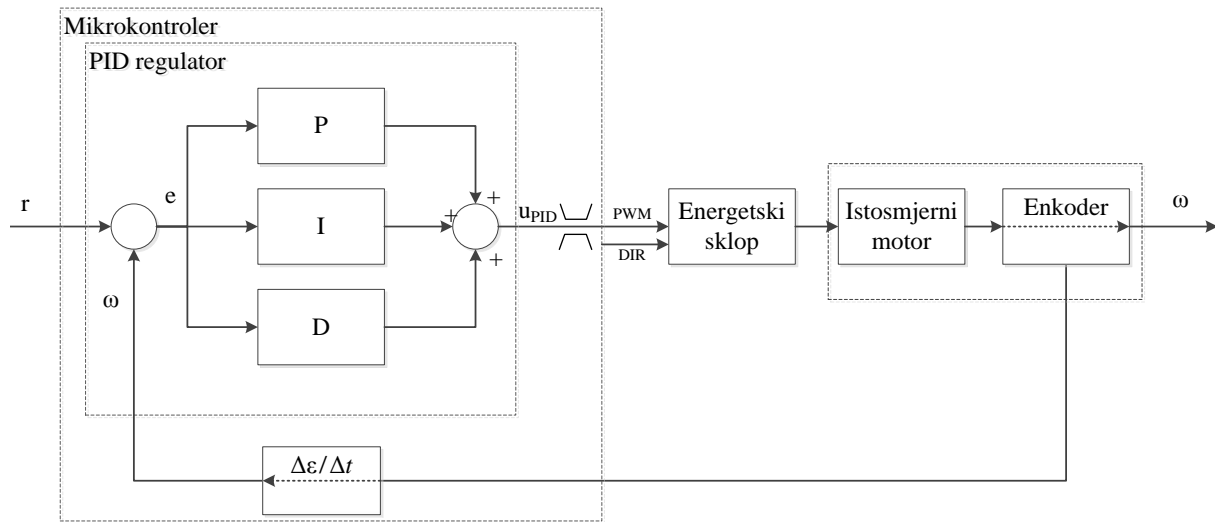 Mikrokontroler
PID regulator
P
r
e
I
+
+
+
u_PID
PWM
DIR
Energetski
sklop
Istosmjerni
motor
Enkoder
ω
ω
D
Δε/Δt